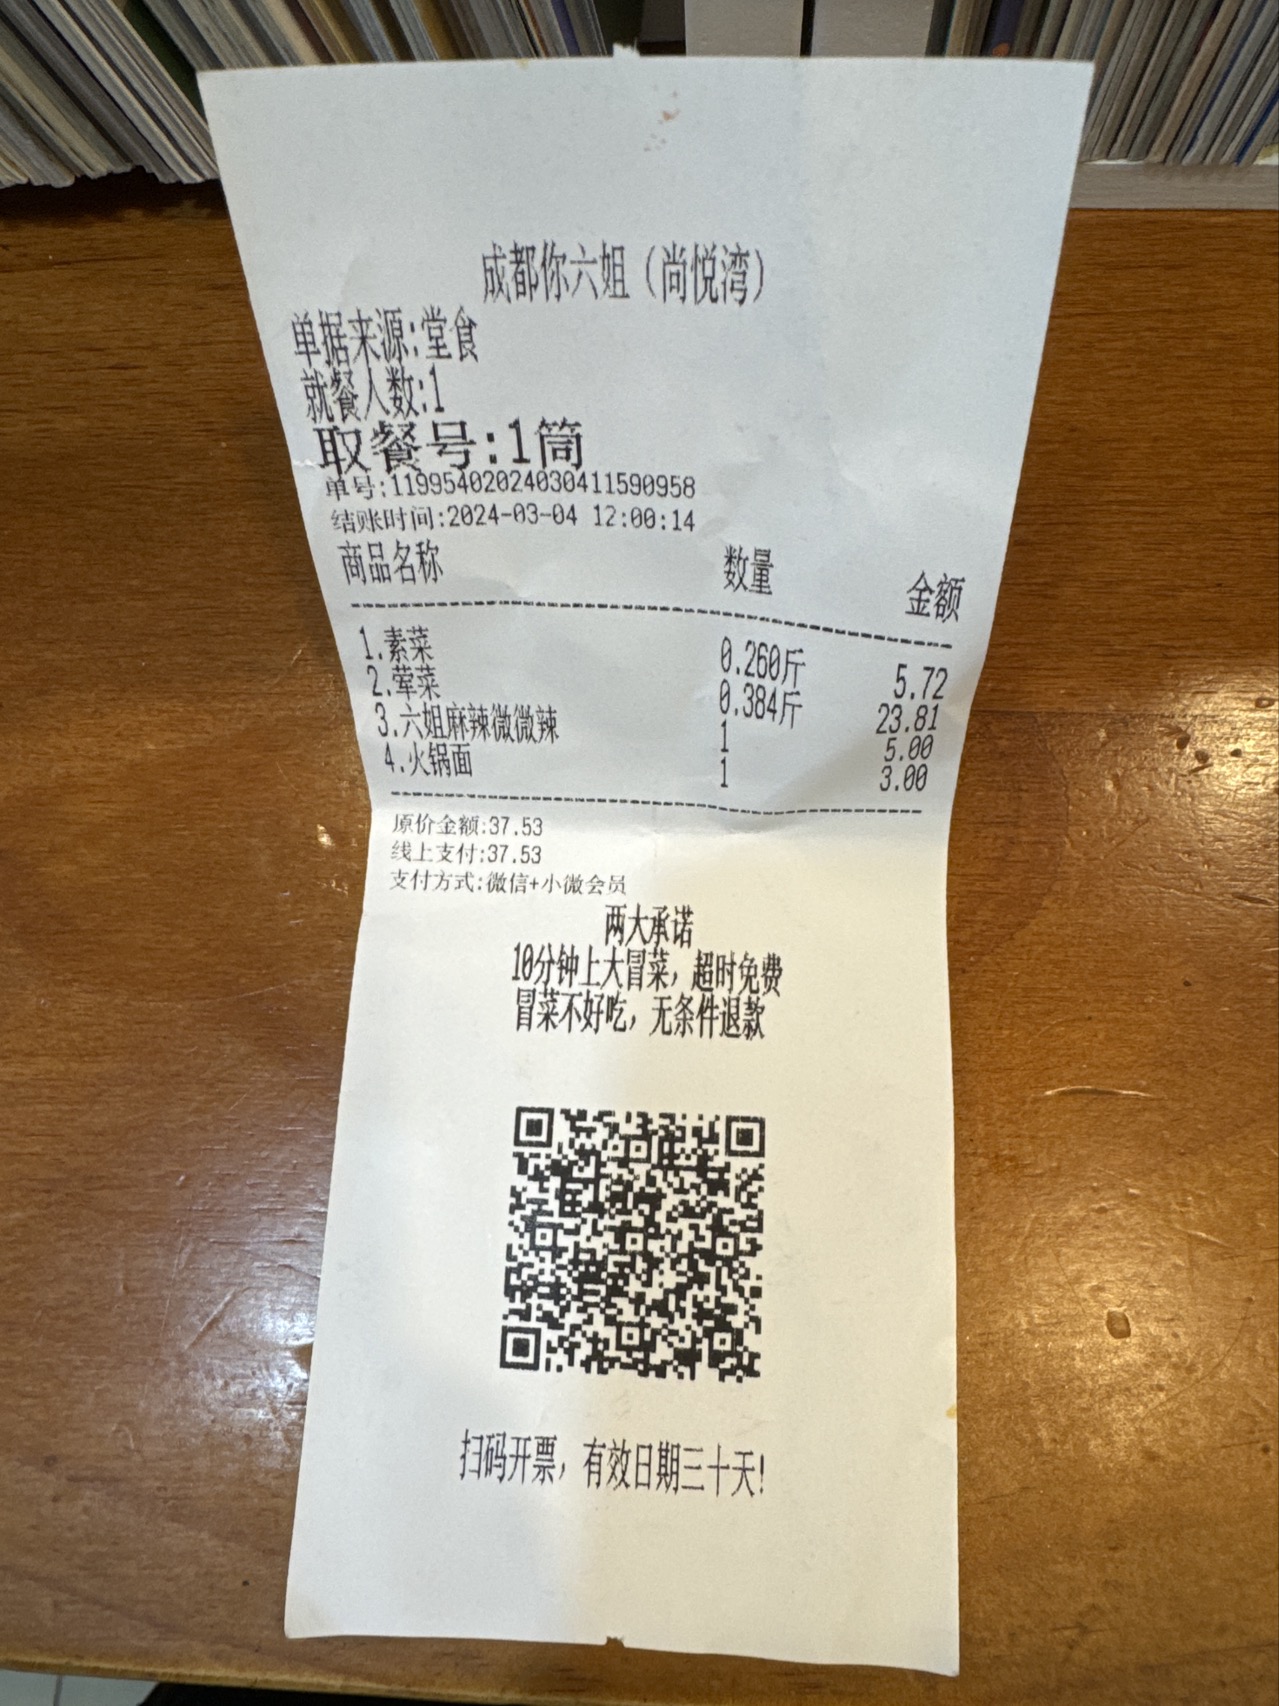 成都你六姐（尚悦湾）
单据来源:堂食
就餐人数:1
取餐号:1筒
单号:119954020240304411590958
结账时间:2024-03-04 12:00:14
商品名称 数量 金额
1.素菜 0.260斤 5.72
2.荤菜 0.384斤 23.81
3.六姐麻辣微微辣 1 5.00
4.火锅面 1 3.00
原价金额:37.53
线上支付:37.53
支付方式:微信+小微会员
两大承诺
10分钟上大冒菜，超时免费
冒菜不好吃，无条件退款
扫码开票，有效日期三十天!